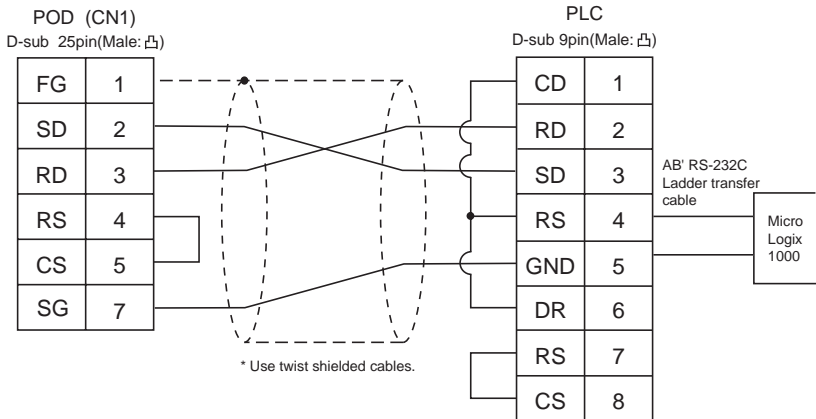 POD (CN1)
D-sub 25pin(Male: 凸)
FG 1
SD 2
RD 3
RS 4
CS 5
SG 7
* Use twist shielded cables.
PLC
D-sub 9pin(Male: 凸)
CD 1
RD 2
SD 3
RS 4
GND 5
DR 6
RS 7
CS 8
AB' RS-232C
Ladder transfer
cable
Micro
Logix
1000